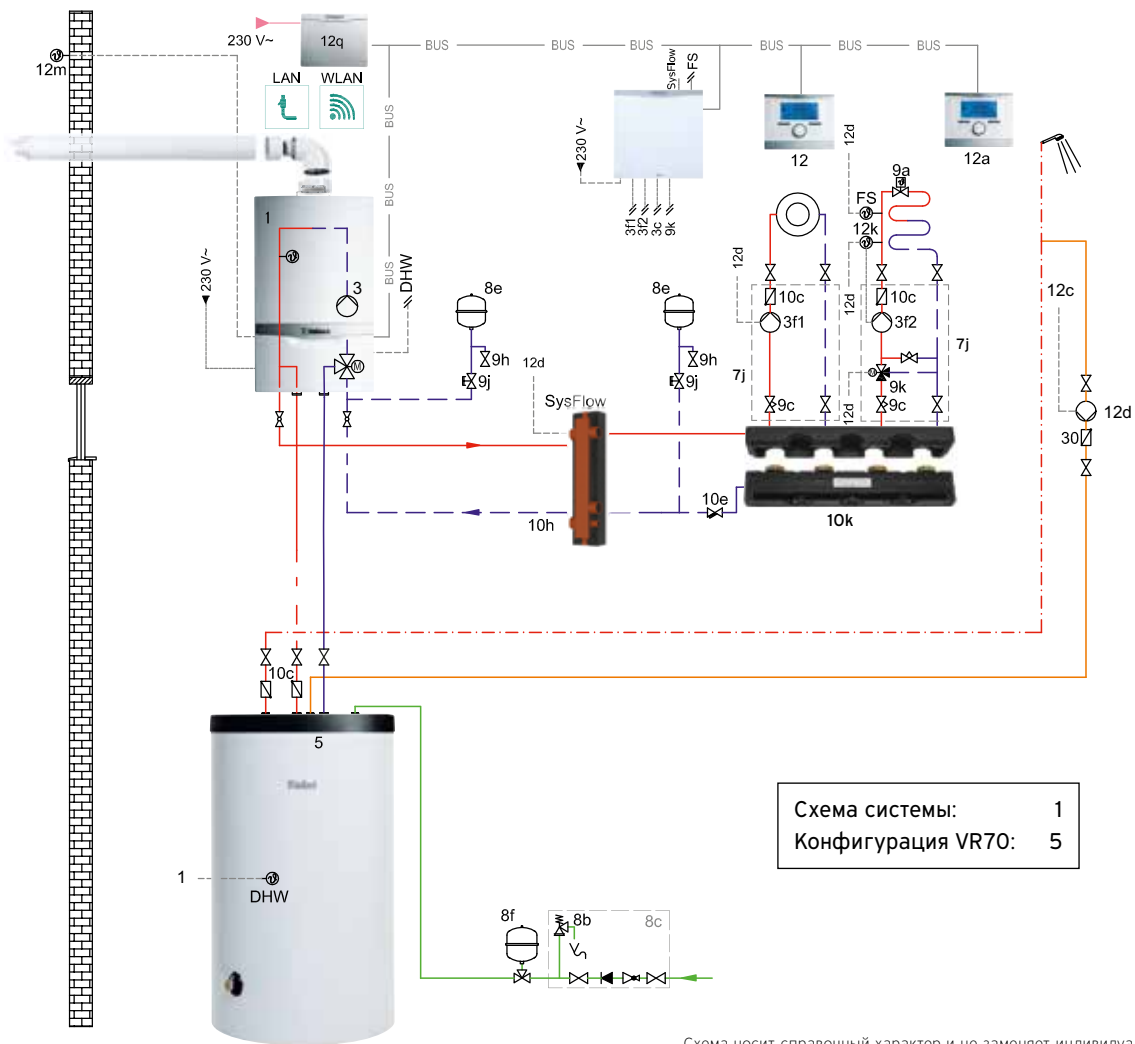 12q
230 V~
BUS
BUS
BUS
BUS
BUS
BUS
12m
LAN
WLAN
SysFlow
FS
BUS
230 V~
12
12a
3f1
3f2
3c
9k
12d
9a
FS
12k
1
230 V~
3
BUS
DHW
8e
9h
9j
8e
9h
9j
12d
12d
12d
12d
10c
3f1
10c
3f2
7j
7j
9k
9c
9c
12c
12d
30
12d
SysFlow
10h
10e
10k
10c
5
Vaillant
1
DHW
8f
8b
8c
Схема системы: 1
Конфигурация VR70: 5